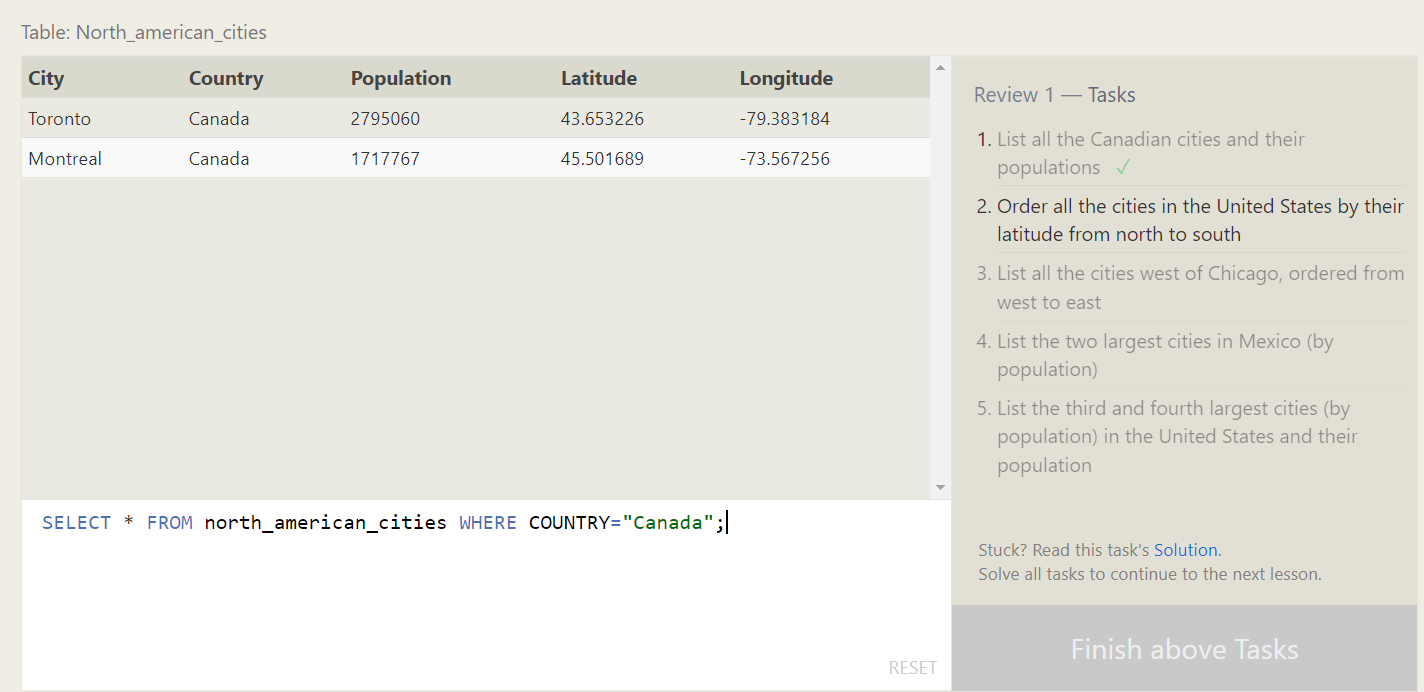 Table: North_american_cities
City Country Population Latitude Longitude
Toronto Canada 2795060 43.653226 -79.383184
Montreal Canada 1717767 45.501689 -73.567256
SELECT * FROM north_american_cities WHERE COUNTRY="Canada";
RESET
Review 1 — Tasks
1. List all the Canadian cities and their
populations ✓
2. Order all the cities in the United States by their
latitude from north to south
3. List all the cities west of Chicago, ordered from
west to east
4. List the two largest cities in Mexico (by
population)
5. List the third and fourth largest cities (by
population) in the United States and their
population
Stuck? Read this task's Solution.
Solve all tasks to continue to the next lesson.
Finish above Tasks